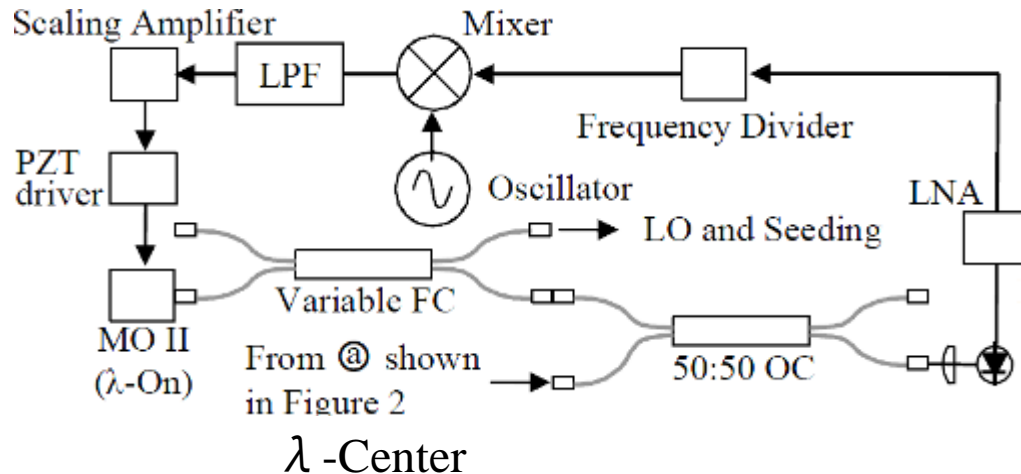 Scaling Amplifier
Mixer
LPF
Frequency Divider
PZT
driver
Oscillator
LNA
LO and Seeding
Variable FC
MO II
(λ-On)
From ⓐ shown
in Figure 2
50:50 OC
λ -Center